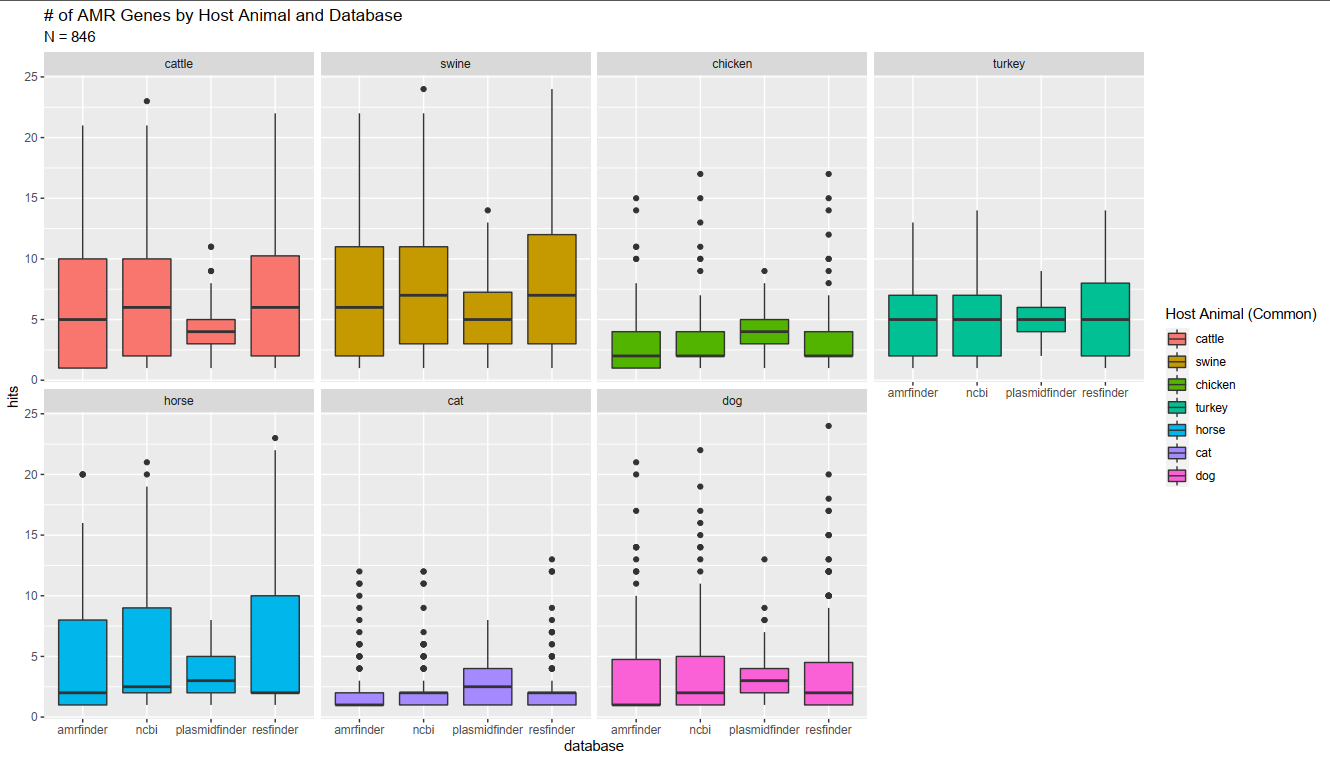 # of AMR Genes by Host Animal and Database
N = 846
cattle
swine
chicken
turkey
25
20
15
10
5
0
amrfinder
ncbi
plasmidfinder
resfinder
hits
horse
cat
dog
25
20
15
10
5
0
amrfinder
ncbi
plasmidfinder
resfinder
amrfinder
ncbi
plasmidfinder
resfinder
amrfinder
ncbi
plasmidfinder
resfinder
database
Host Animal (Common)
cattle
swine
chicken
turkey
horse
cat
dog